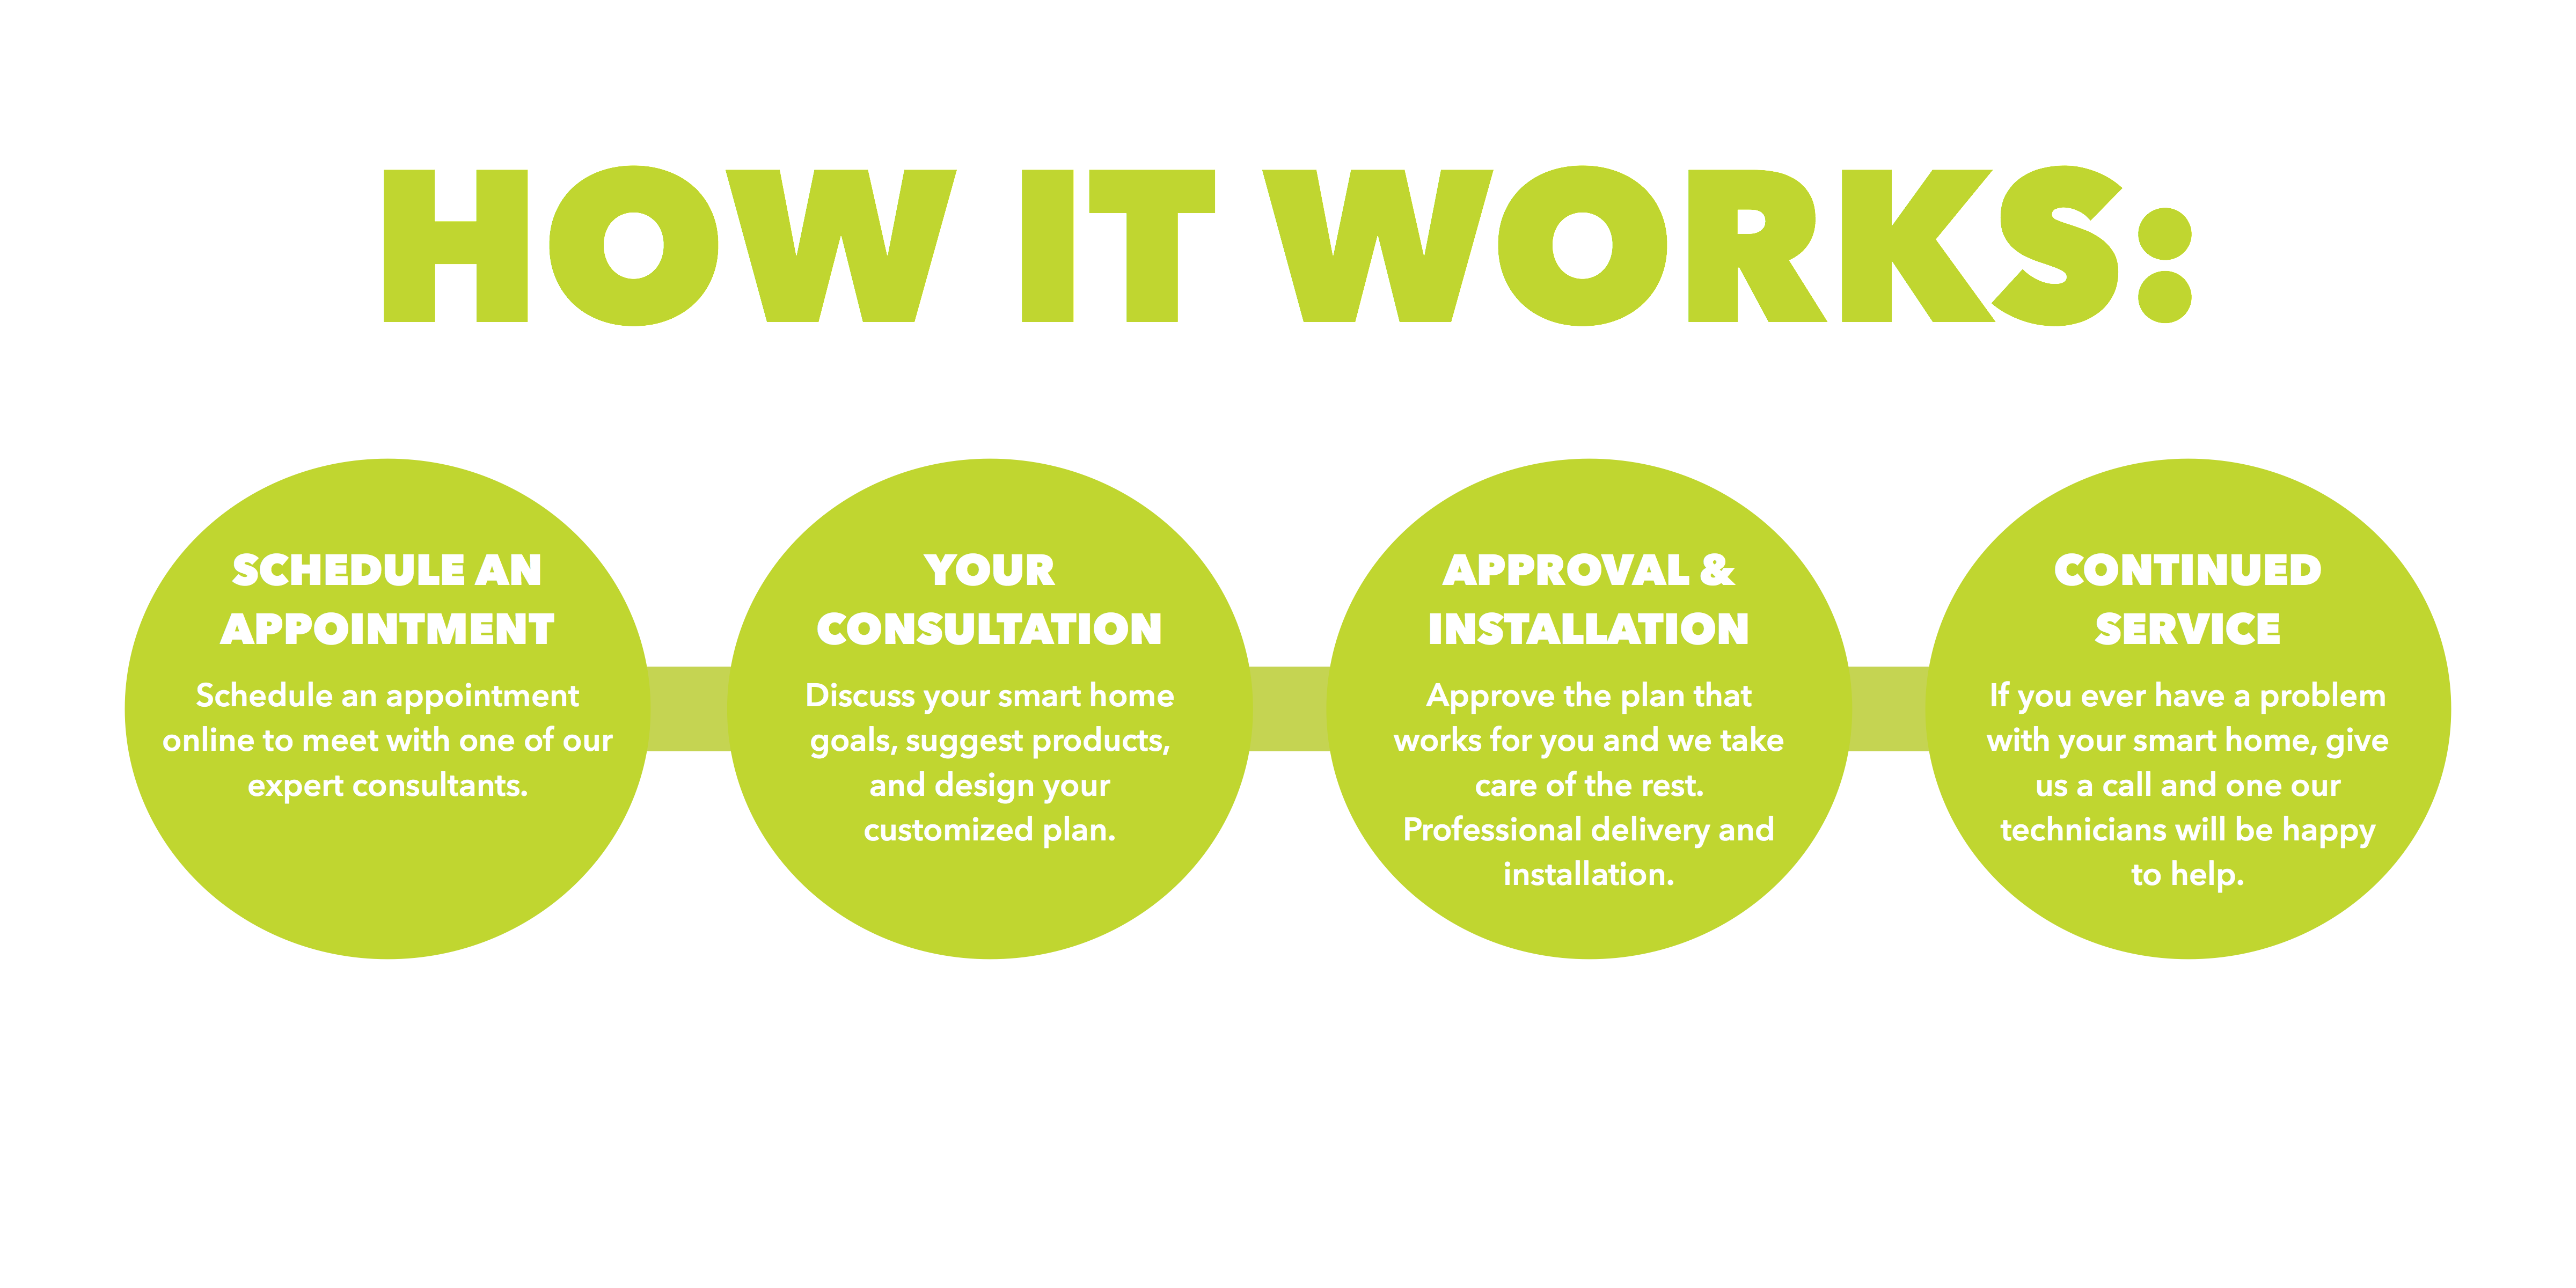 HOW IT WORKS:
SCHEDULE AN
APPOINTMENT
Schedule an appointment
online to meet with one of our
expert consultants.
YOUR
CONSULTATION
Discuss your smart home
goals, suggest products,
and design your
customized plan.
APPROVAL &
INSTALLATION
Approve the plan that
works for you and we take
care of the rest.
Professional delivery and
installation.
CONTINUED
SERVICE
If you ever have a problem
with your smart home, give
us a call and one our
technicians will be happy
to help.